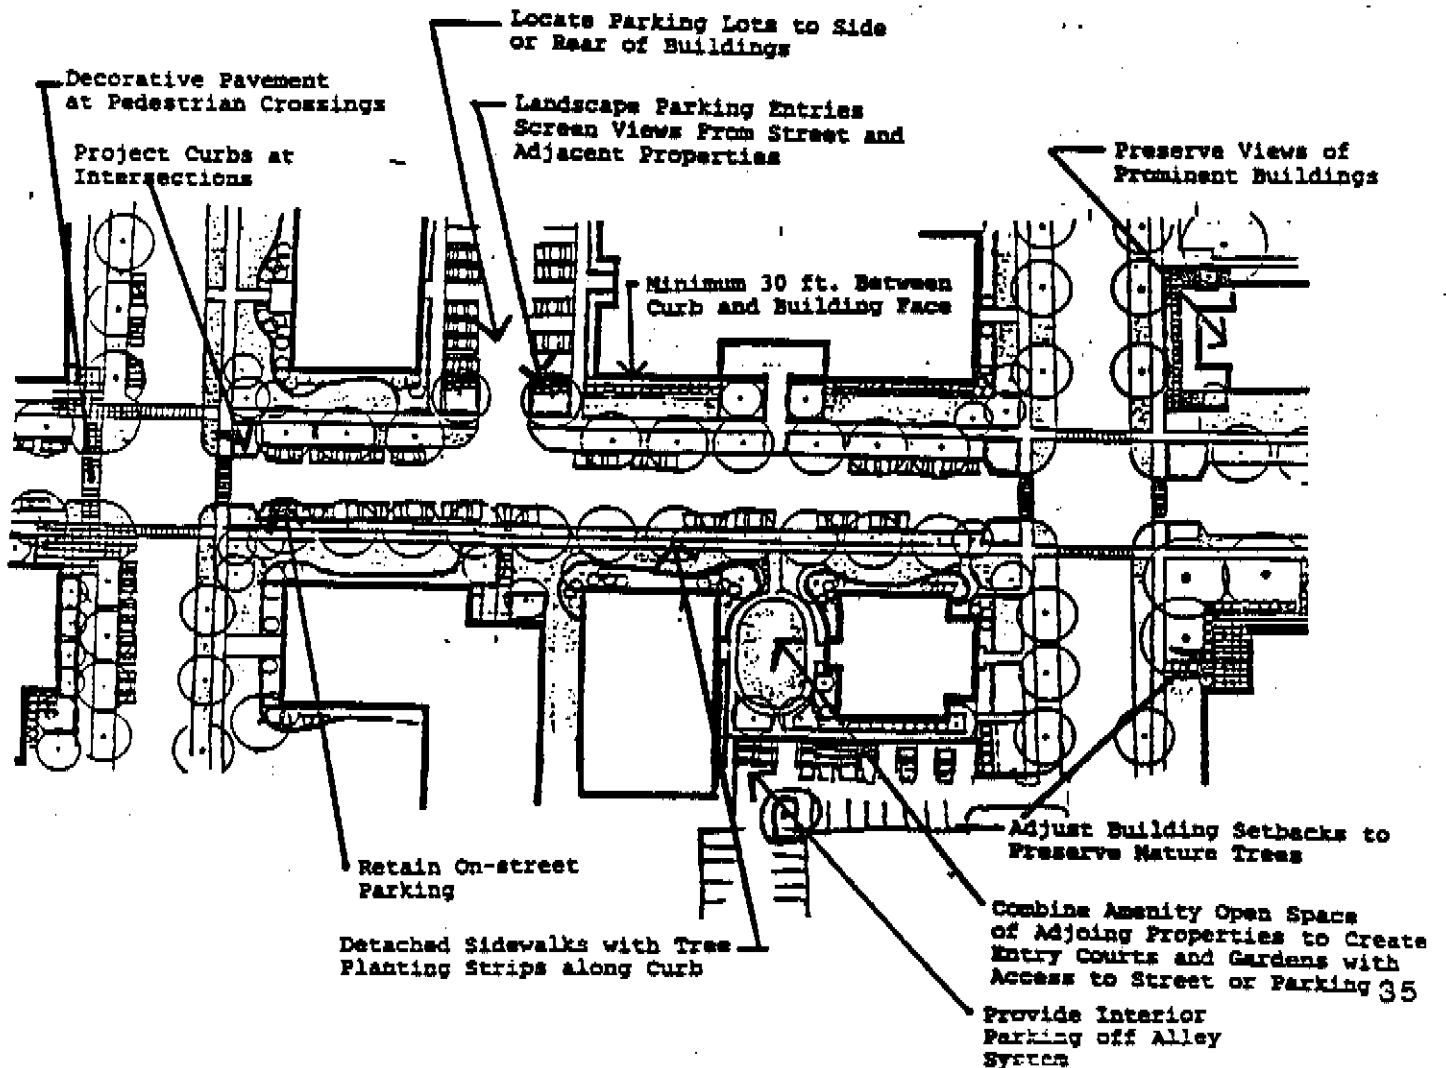 Locate Parking Lots to Side
or Rear of Buildings
Decorative Pavement
at Pedestrian Crossings
Landscape Parking Entries
Screen Views From Street and
Adjacent Properties
Project Curbs at
Intersections
Preserve Views of
Prominent Buildings
Minimum 30 ft. Between
Curb and Building Face
Retain On-street
Parking
Detached Sidewalks with Tree
Planting Strips along Curb
Adjust Building Setbacks to
Preserve Mature Trees
Combine Amenity Open Space
of Adjoing Properties to Create
Entry Courts and Gardens with
Access to Street or Parking
35
Provide Interior
Parking off Alley
System